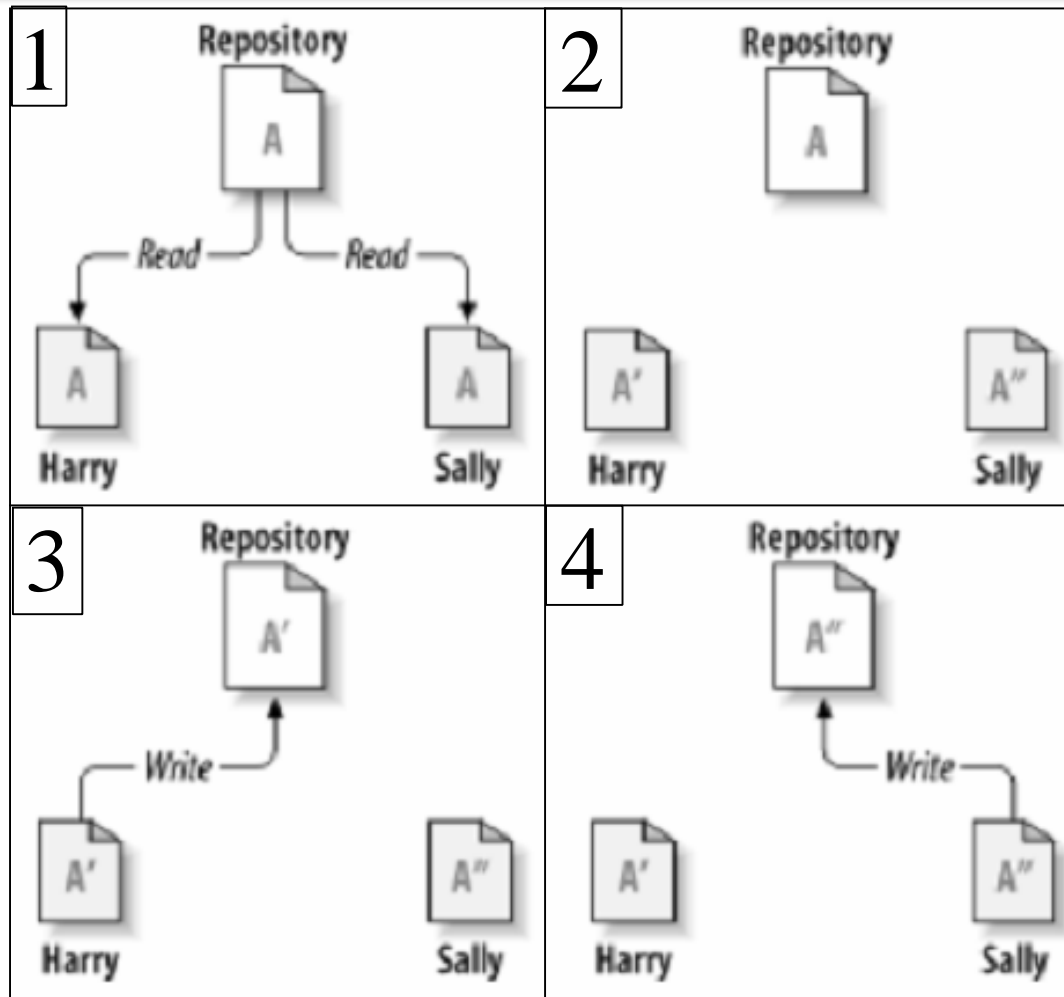 1
Repository
A
Read
Read
A
A
Harry
Sally
2
Repository
A
A′
A″
Harry
Sally
3
Repository
A′
Write
A′
A″
Harry
Sally
4
Repository
A″
Write
A′
A″
Harry
Sally